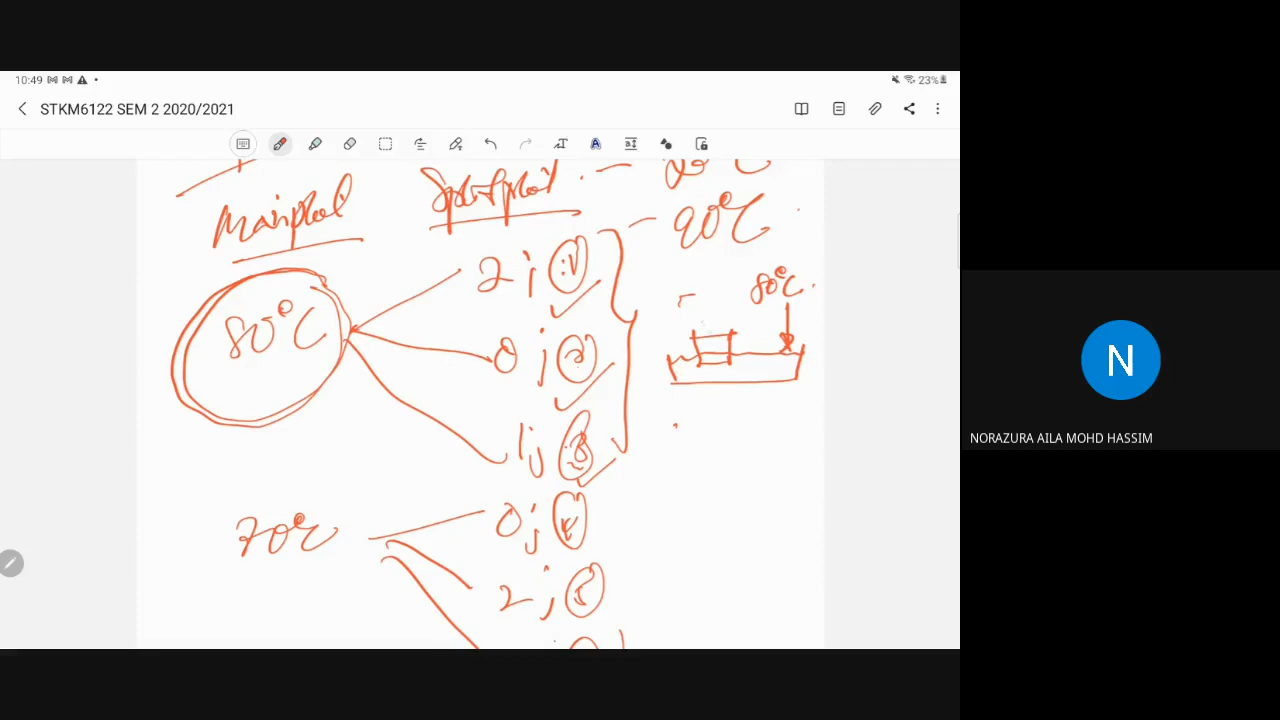 10:49
23%
STKM6122 SEM 2 2020/2021
Mainplot Splitplot
90°C
80°C
2 j 1
80°C
0 j 2
1 j 3
70°C
0 j 4
2 j 5
N
NORAZURA AILA MOHD HASSIM